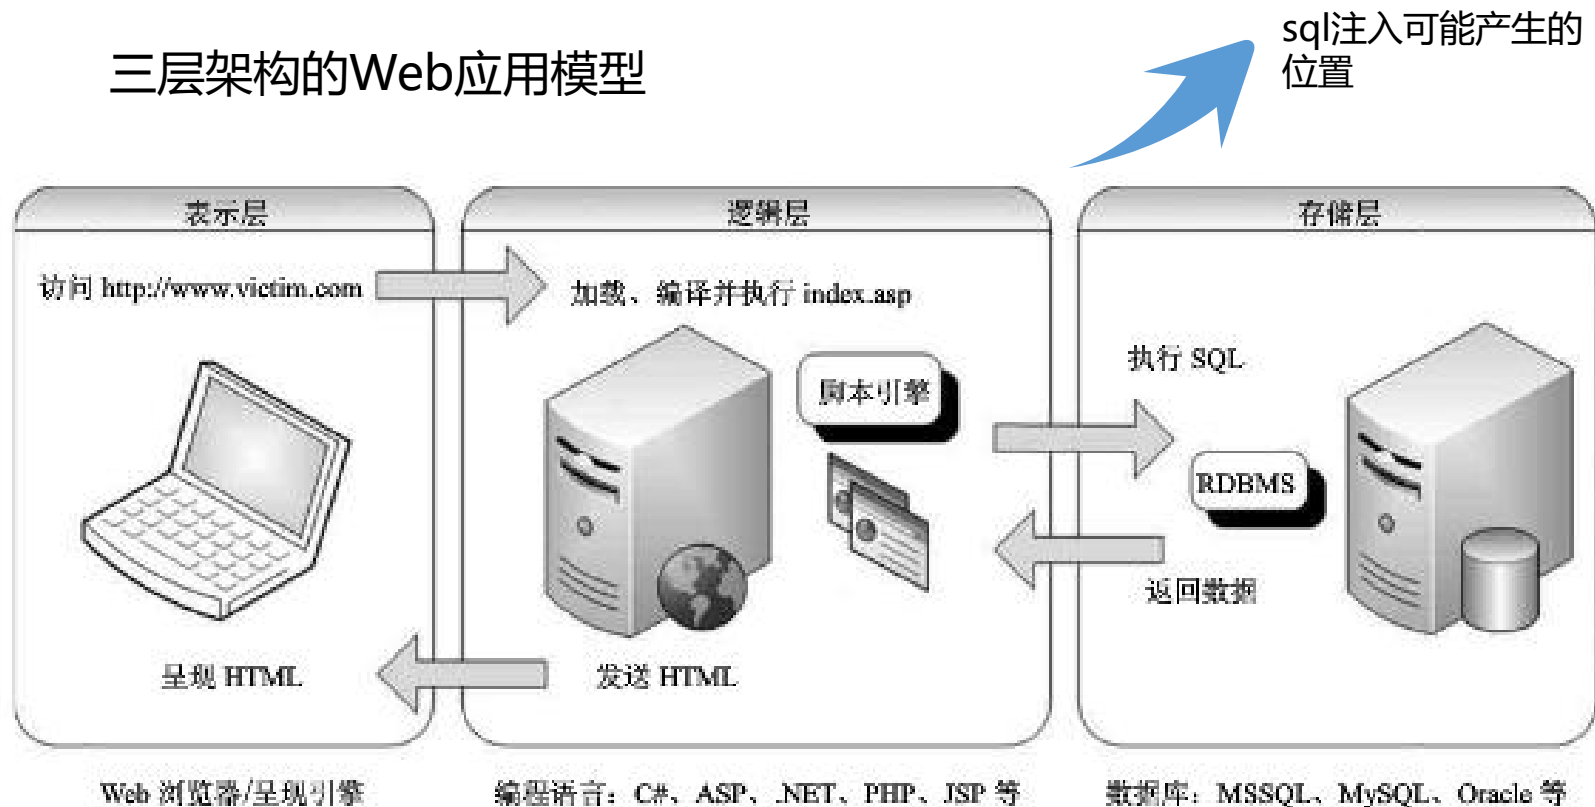 sql注入可能产生的
位置
三层架构的Web应用模型
表示层
逻辑层
存储层
访问 http://www.victim.com
加载、编译并执行 index.asp
脚本引擎
执行 SQL
RDBMS
返回数据
呈现 HTML
发送 HTML
Web 浏览器/呈现引擎
编程语言：C#、ASP、.NET、PHP、JSP 等
数据库：MSSQL、MySQL、Oracle 等